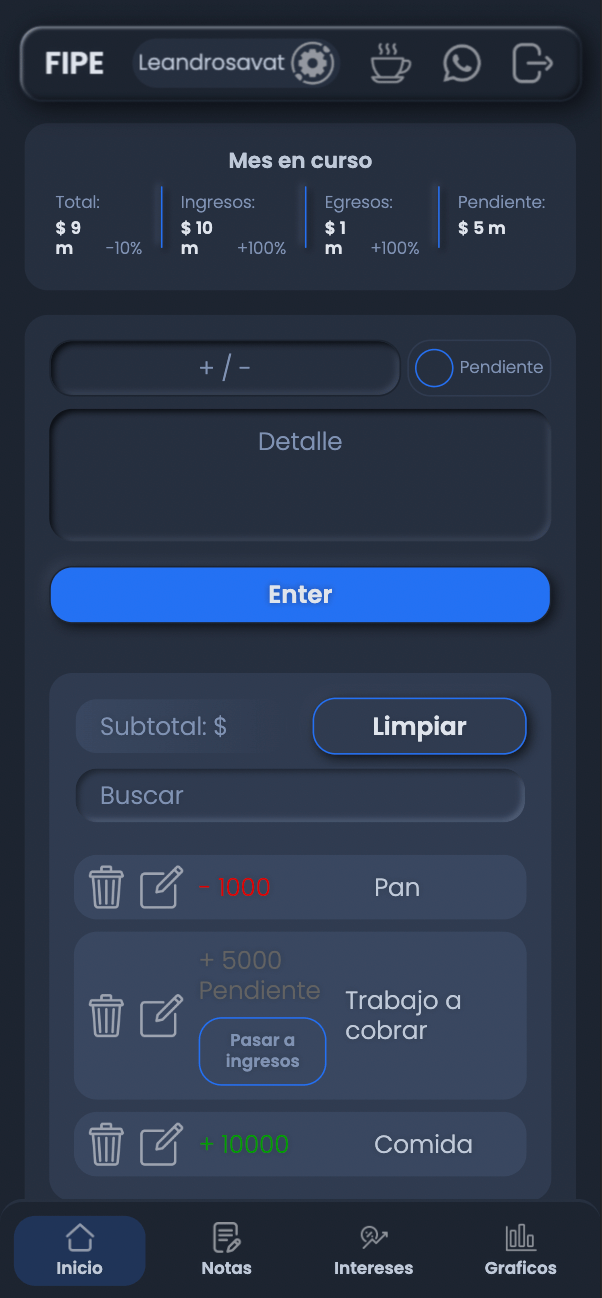 FIPE Leandrosavat
Mes en curso
Total: Ingresos: Egresos: Pendiente:
$ 9 m -10% $ 10 m +100% $ 1 m +100% $ 5 m
+ / - Pendiente
Detalle
Enter
Subtotal: $ Limpiar
Buscar
- 1000 Pan
+ 5000
Pendiente
Pasar a
ingresos
Trabajo a
cobrar
+ 10000 Comida
Inicio Notas Intereses Graficos